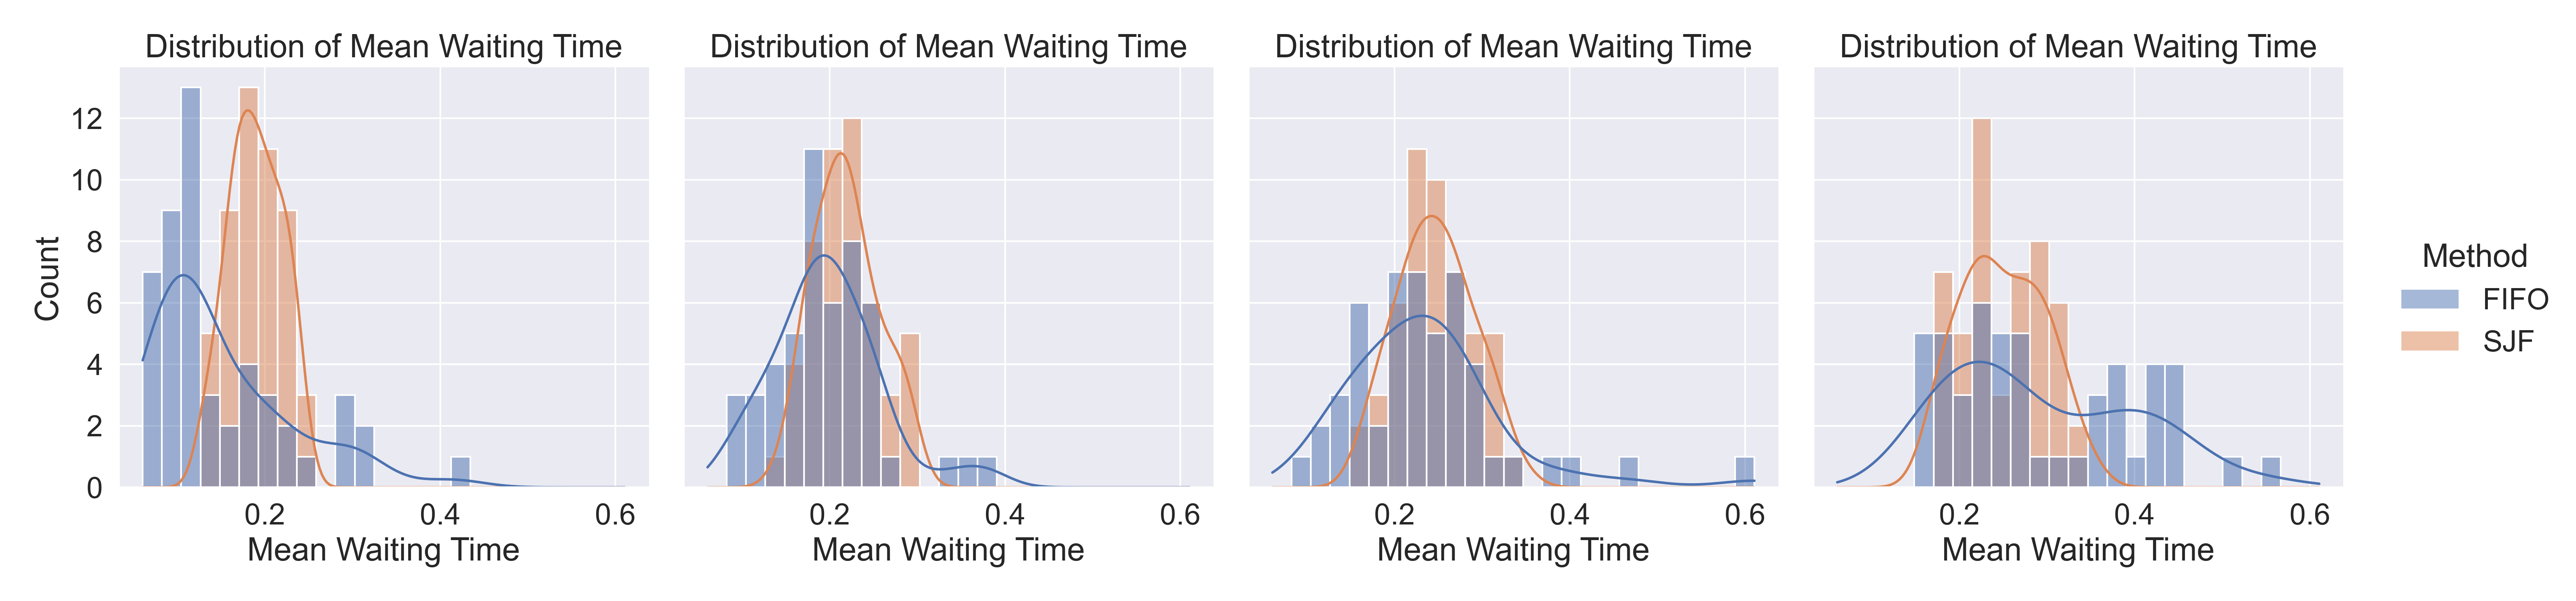 Distribution of Mean Waiting Time Distribution of Mean Waiting Time Distribution of Mean Waiting Time Distribution of Mean Waiting Time
Count
12
10
8
6
4
2
0
0.2 0.4 0.6 0.2 0.4 0.6 0.2 0.4 0.6 0.2 0.4 0.6
Mean Waiting Time Mean Waiting Time Mean Waiting Time Mean Waiting Time
Method
FIFO
SJF